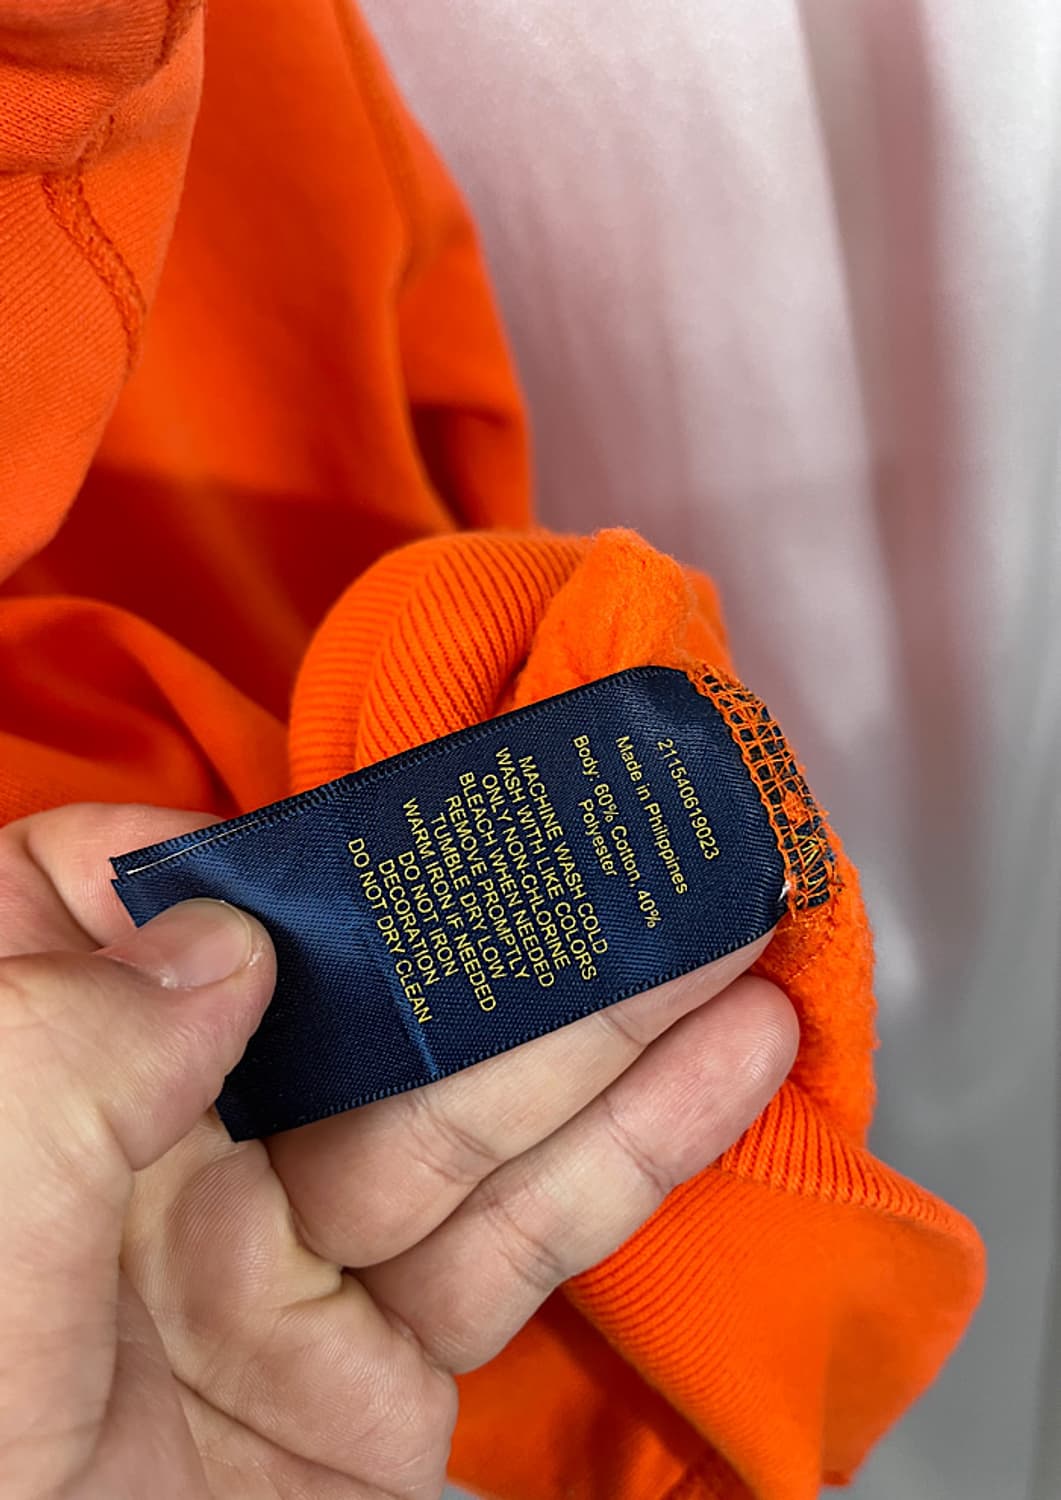 211540619023
Made in Philippines
Body: 60% Cotton, 40%
Polyester
MACHINE WASH COLD
WASH WITH LIKE COLORS
ONLY NON-CHLORINE
BLEACH WHEN NEEDED
REMOVE PROMPTLY
TUMBLE DRY LOW
WARM IRON IF NEEDED
DO NOT IRON
DECORATION
DO NOT DRY CLEAN